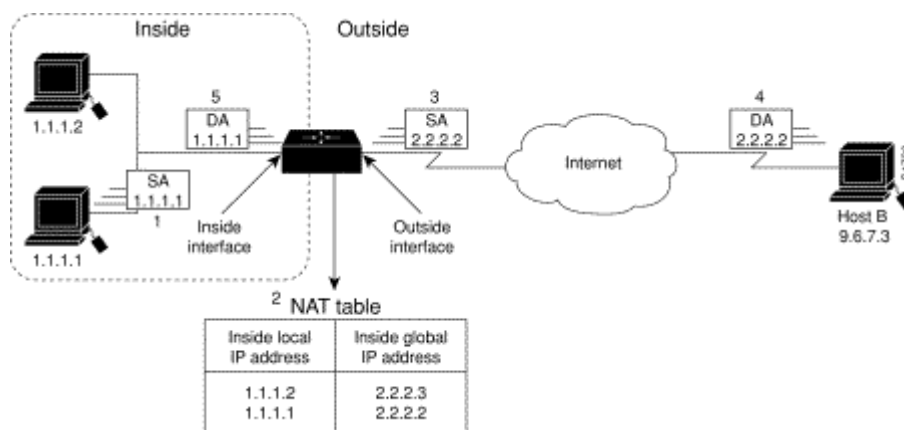 Inside
Outside
1.1.1.2
5
DA
1.1.1.1
3
SA
2.2.2.2
4
DA
2.2.2.2
Internet
SA
1.1.1.1
1
1.1.1.1
Inside
interface
Outside
interface
Host B
9.6.7.3
2
NAT table
Inside local
IP address
Inside global
IP address
1.1.1.2
2.2.2.3
1.1.1.1
2.2.2.2